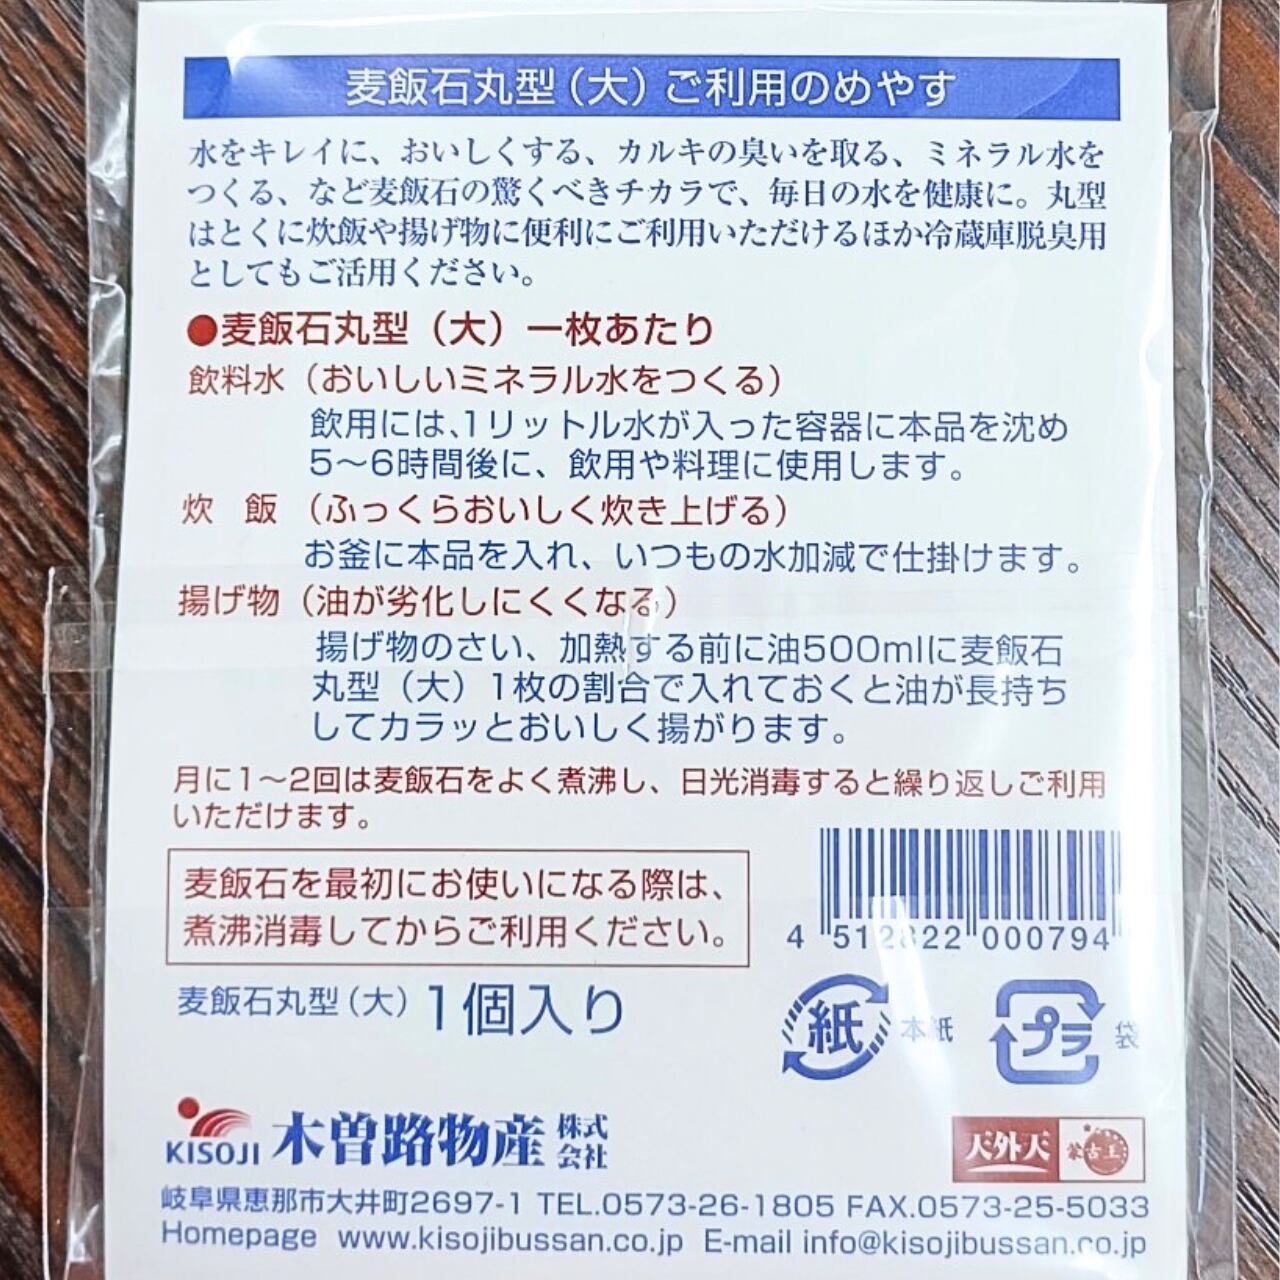 麦飯石丸型（大）ご利用のめやす
水をキレイに、おいしくする、カルキの臭いを取る、ミネラル水を
つくる、など麦飯石の驚くべきチカラで、毎日の水を健康に。丸型
はとくに炊飯や揚げ物に便利にご利用いただけるほか冷蔵庫脱臭用
としてもご活用ください。
●麦飯石丸型（大）一枚あたり
飲料水（おいしいミネラル水をつくる）
飲用には、1リットル水が入った容器に本品を沈め
5〜6時間後に、飲用や料理に使用します。
炊　飯（ふっくらおいしく炊き上げる）
お釜に本品を入れ、いつもの水加減で仕掛けます。
揚げ物（油が劣化しにくくなる）
揚げ物のさい、加熱する前に油500mlに麦飯石
丸型（大）1枚の割合で入れておくと油が長持ち
してカラッとおいしく揚がります。
月に1〜2回は麦飯石をよく煮沸し、日光消毒すると繰り返しご利用
いただけます。
麦飯石を最初にお使いになる際は、
煮沸消毒してからご利用ください。
4 512822 000794
麦飯石丸型（大）1個入り
紙 本紙 プラ 袋
KISOJI 木曽路物産 株式会社
天外天 蒙古王
岐阜県恵那市大井町2697-1 TEL.0573-26-1805 FAX.0573-25-5033
Homepage www.kisojibussan.co.jp E-mail info@kisojibussan.co.jp